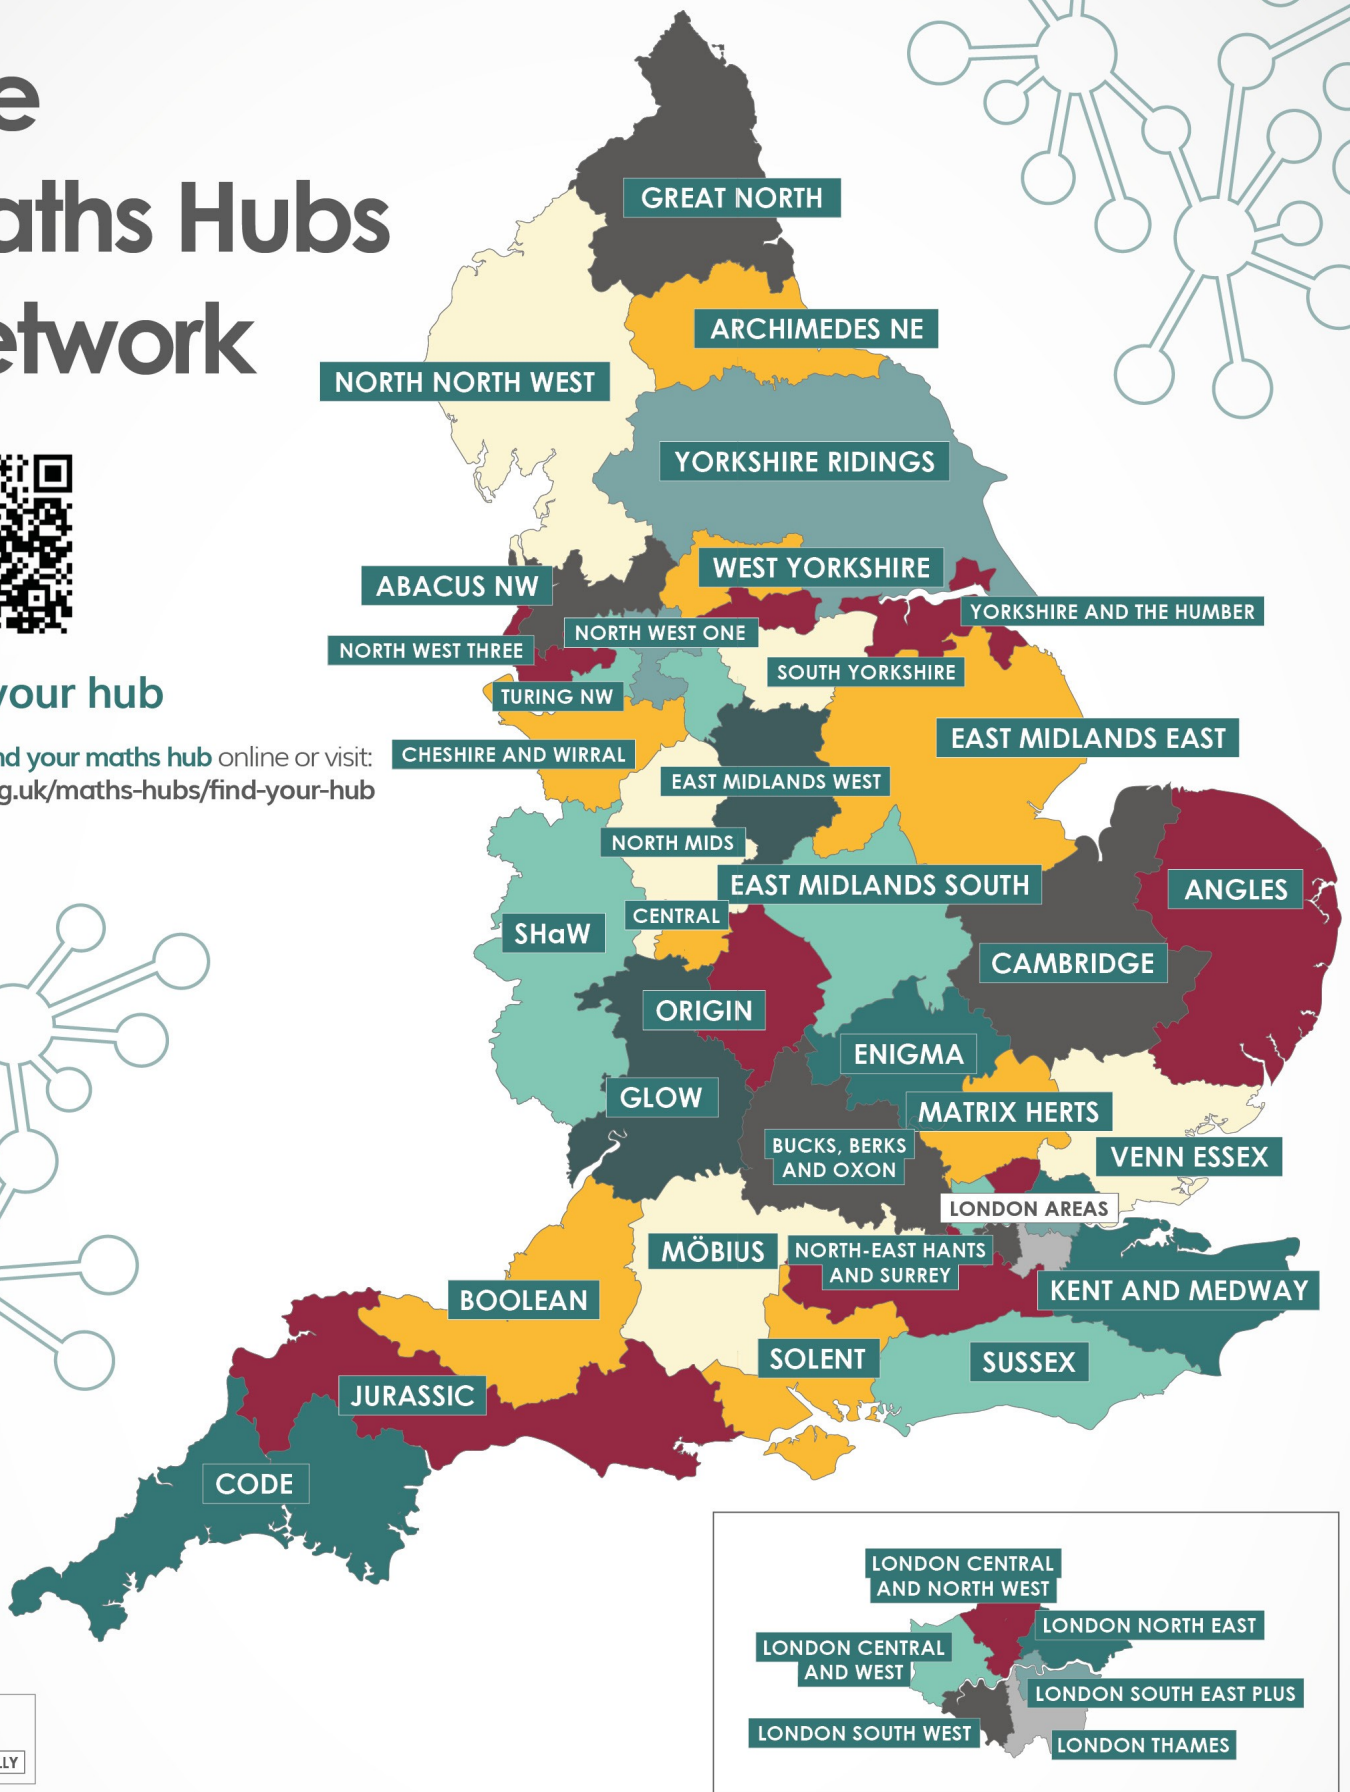 e
aths Hubs
etwork
your hub
nd your maths hub online or visit:
g.uk/maths-hubs/find-your-hub
GREAT NORTH
ARCHIMEDES NE
NORTH NORTH WEST
YORKSHIRE RIDINGS
WEST YORKSHIRE
ABACUS NW
YORKSHIRE AND THE HUMBER
NORTH WEST ONE
NORTH WEST THREE
SOUTH YORKSHIRE
TURING NW
EAST MIDLANDS EAST
CHESHIRE AND WIRRAL
EAST MIDLANDS WEST
NORTH MIDS
EAST MIDLANDS SOUTH
ANGLES
CENTRAL
SHaW
CAMBRIDGE
ORIGIN
ENIGMA
GLOW
MATRIX HERTS
BUCKS, BERKS
AND OXON
VENN ESSEX
LONDON AREAS
MÖBIUS
NORTH-EAST HANTS
AND SURREY
KENT AND MEDWAY
BOOLEAN
SOLENT
SUSSEX
JURASSIC
CODE
LONDON CENTRAL
AND NORTH WEST
LONDON NORTH EAST
LONDON CENTRAL
AND WEST
LONDON SOUTH EAST PLUS
LONDON SOUTH WEST
LONDON THAMES
LLY